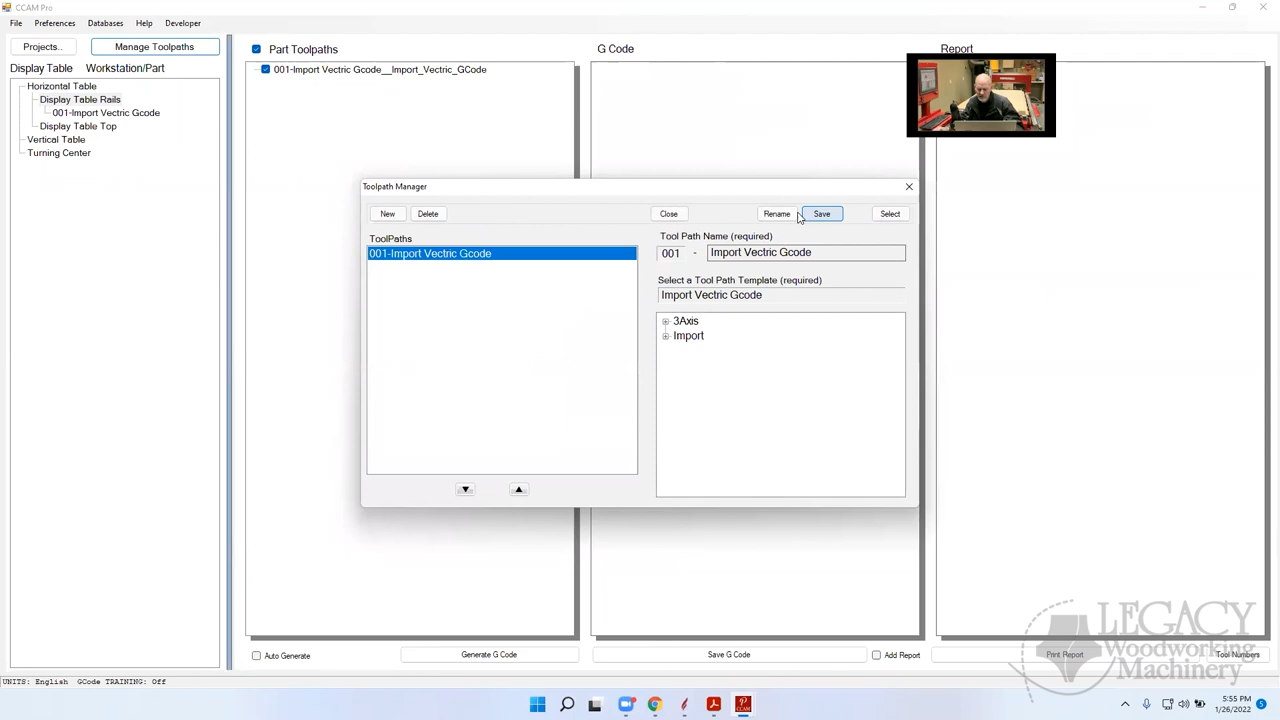 CCAM Pro
File Preferences Databases Help Developer
Projects.. Manage Toolpaths
Display Table Workstation/Part
Horizontal Table
Display Table Rails
001-Import Vectric Gcode
Display Table Top
Vertical Table
Turning Center
Part Toolpaths
001-Import Vectric Gcode__Import_Vectric_GCode
G Code
Report
Toolpath Manager
New Delete Close Rename Save Select
ToolPaths
001-Import Vectric Gcode
Tool Path Name (required)
001 - Import Vectric Gcode
Select a Tool Path Template (required)
Import Vectric Gcode
3Axis
Import
Auto Generate Generate G Code Save G Code Add Report Print Report Tool Numbers
LEGACY
Woodworking
Machinery
UNITS: English GCode TRAINING: Off
CCAM
5:55 PM
1/26/2022
5